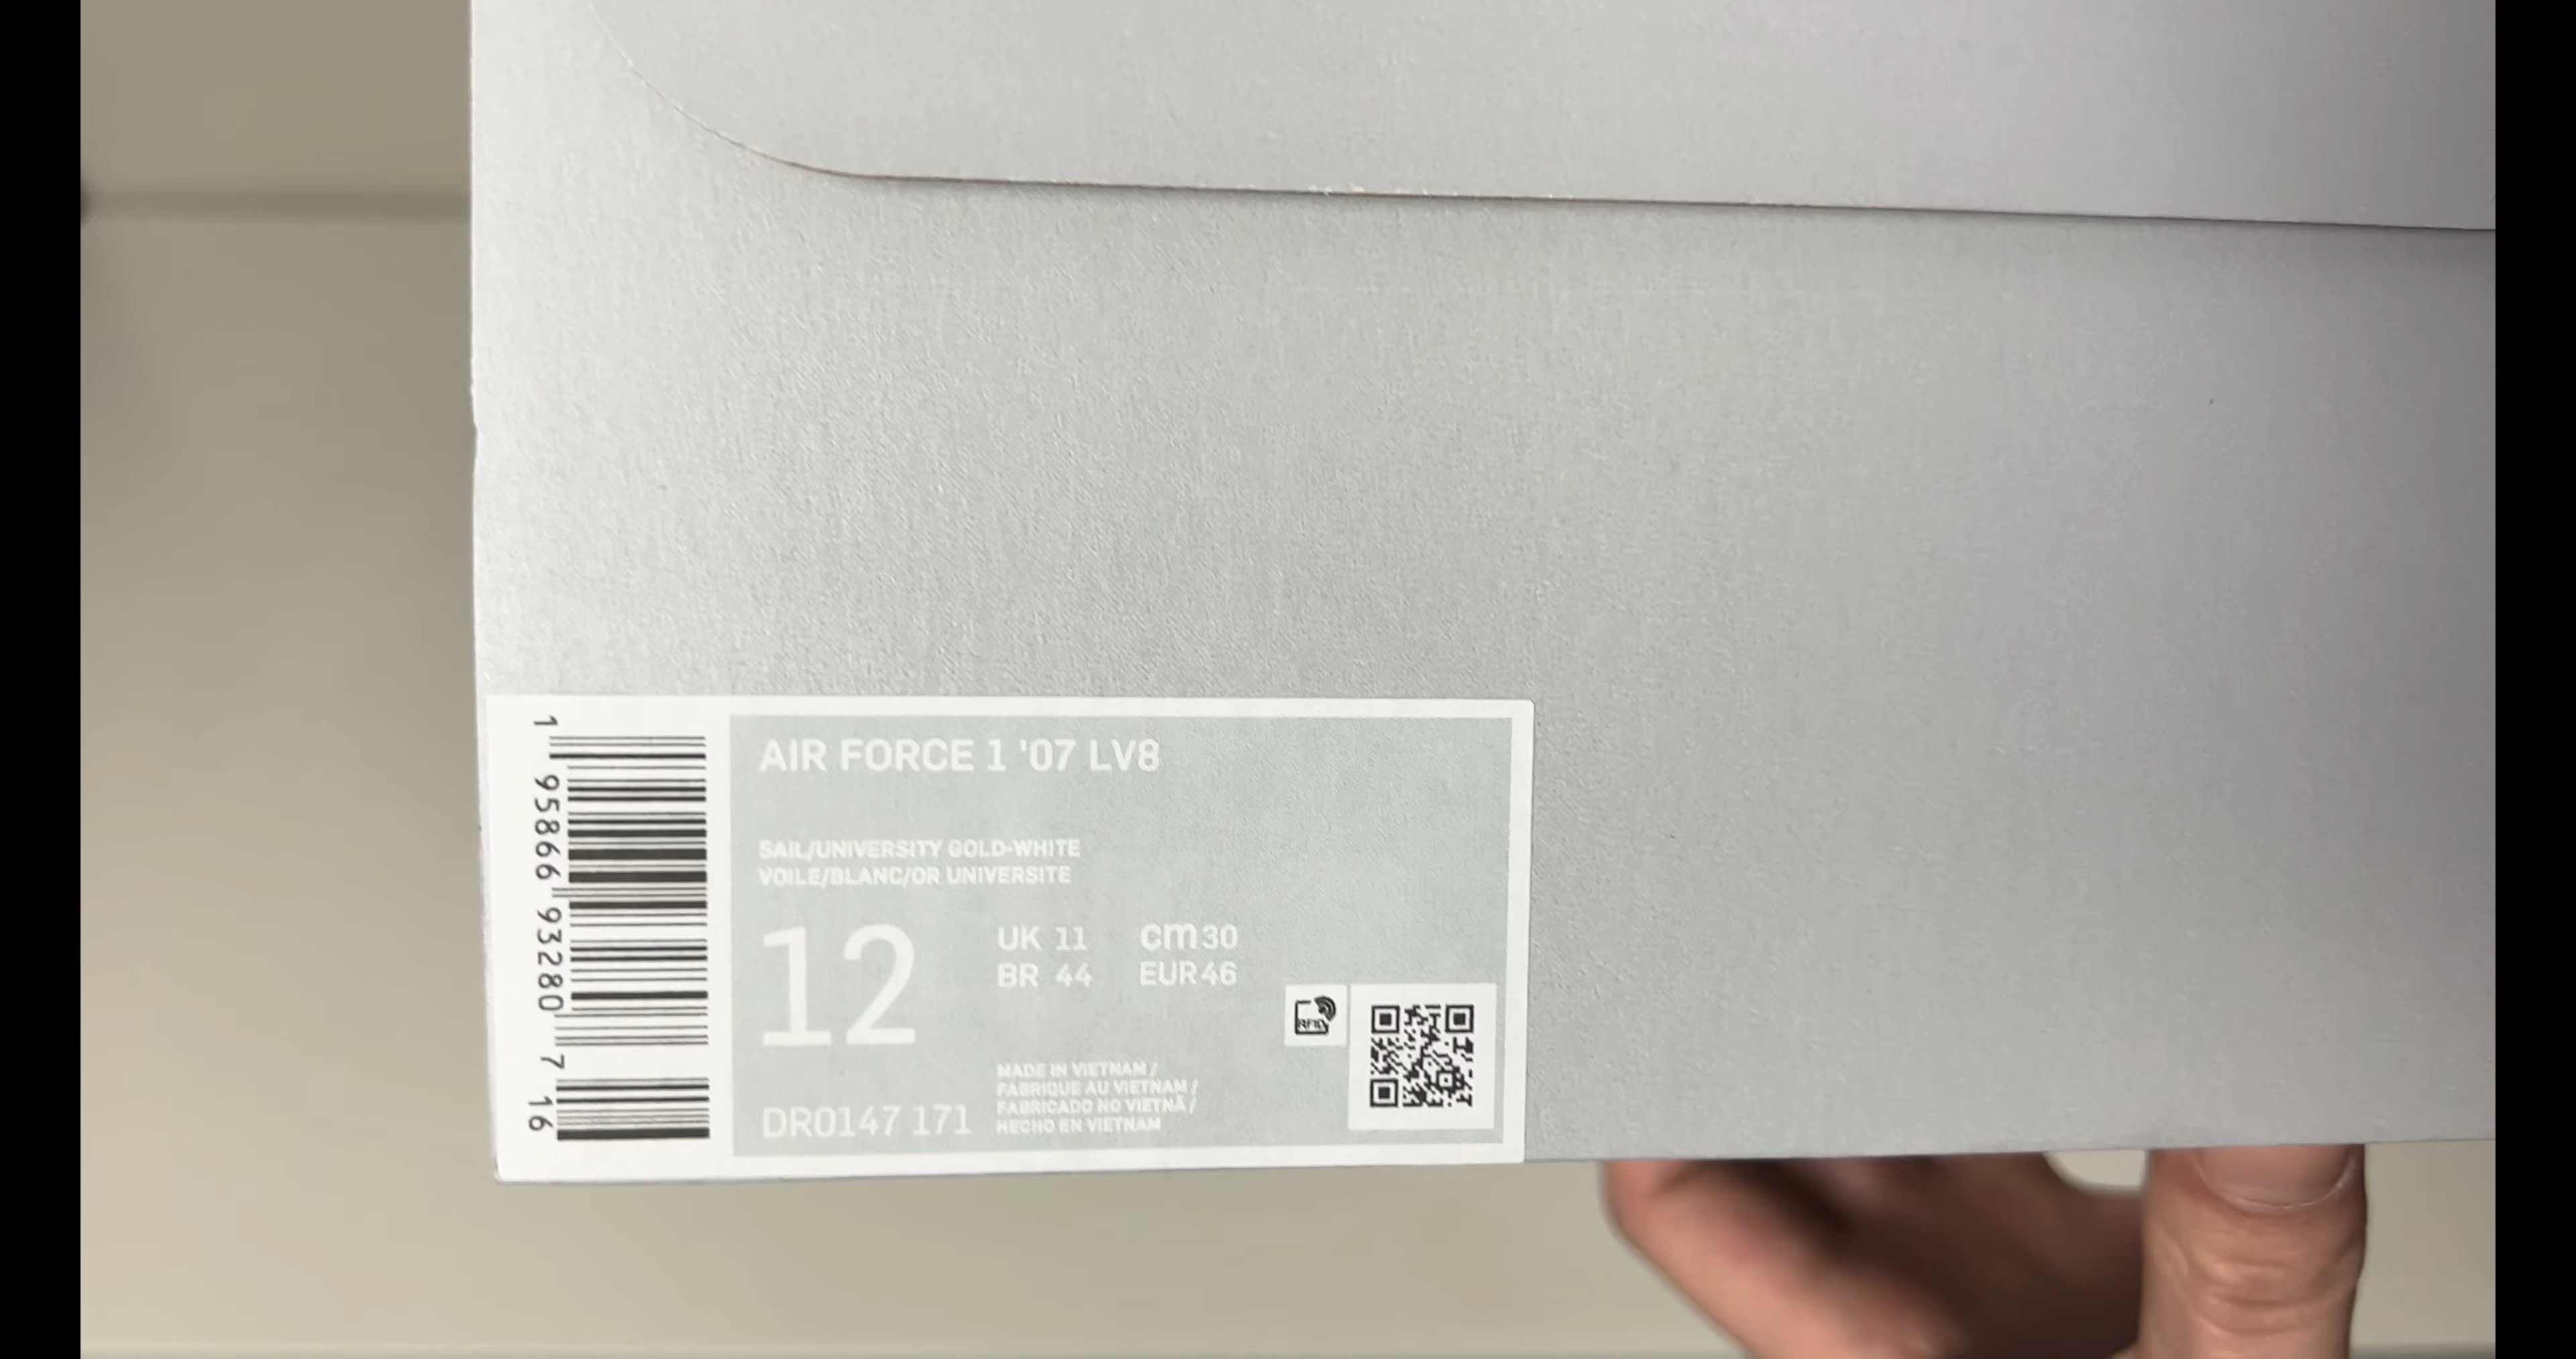 AIR FORCE 1 '07 LV8
SAIL/UNIVERSITY GOLD-WHITE
VOILE/BLANC/OR UNIVERSITE
12
UK 11 cm 30
BR 44 EUR 46
MADE IN VIETNAM /
FABRIQUE AU VIETNAM /
FABRICADO NO VIETNÃ /
HECHO EN VIETNAM
DR0147 171
RFID
1 95866 93280 7 16